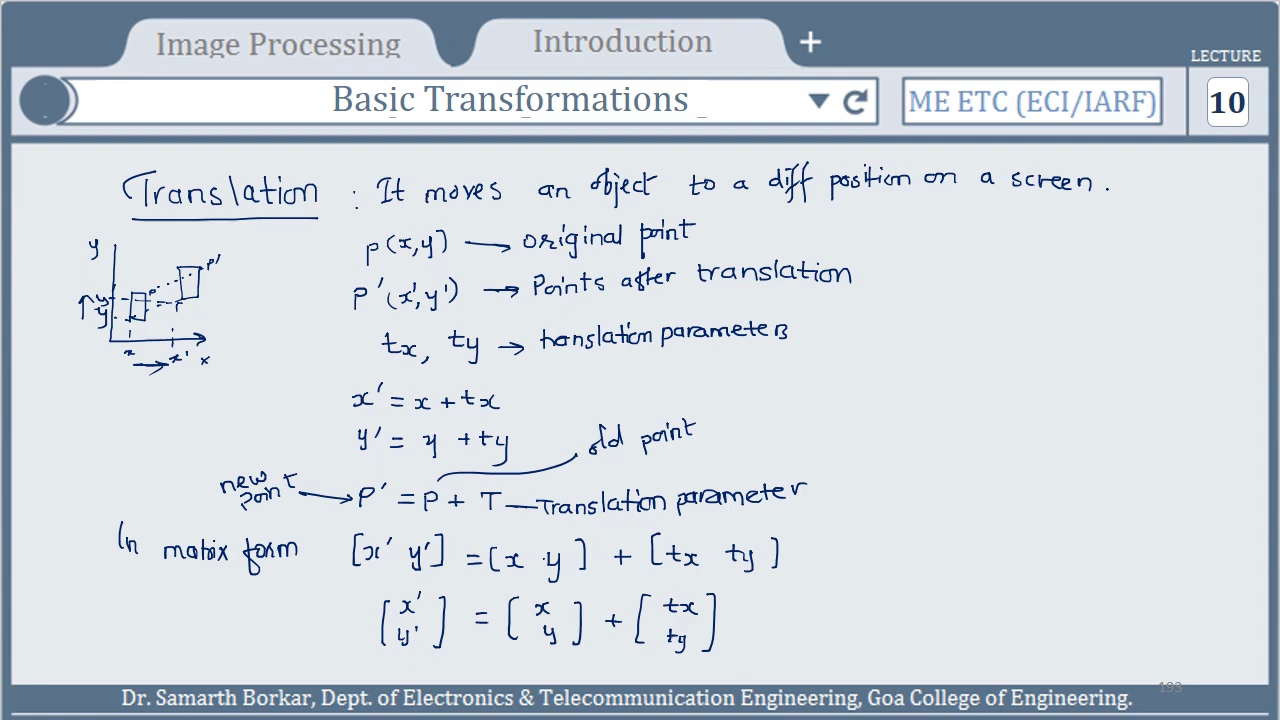 Image Processing
Introduction
+
LECTURE
Basic Transformations
ME ETC (ECI/IARF)
10
Translation : It moves an object to a diff position on a screen.
P(x,y) → original point
P'(x',y') → Points after translation
tx, ty → translation parameters
y
P'
P
y'
y
x
x'
x
x' = x + tx
y' = y + ty
old point
new point → P' = P + T — Translation parameter
In matrix form [x' y'] = [x y] + [tx ty]
[x' y'] = [x y] + [tx ty]
193
Dr. Samarth Borkar, Dept. of Electronics & Telecommunication Engineering, Goa College of Engineering.